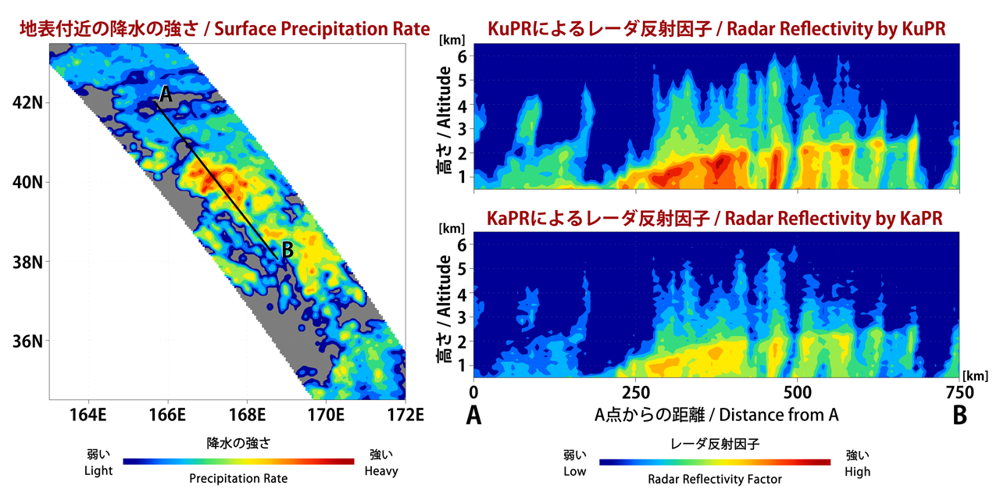 地表付近の降水の強さ / Surface Precipitation Rate
42N
40N
38N
36N
164E 166E 168E 170E 172E
A
B
降水の強さ
弱い 強い
Light Heavy
Precipitation Rate
KuPRによるレーダ反射因子 / Radar Reflectivity by KuPR
[km]
6
5
4
3
2
1
高さ / Altitude
KaPRによるレーダ反射因子 / Radar Reflectivity by KaPR
[km]
6
5
4
3
2
1
高さ / Altitude
0 250 500 750 [km]
A B
A点からの距離 / Distance from A
レーダ反射因子
弱い 強い
Low High
Radar Reflectivity Factor